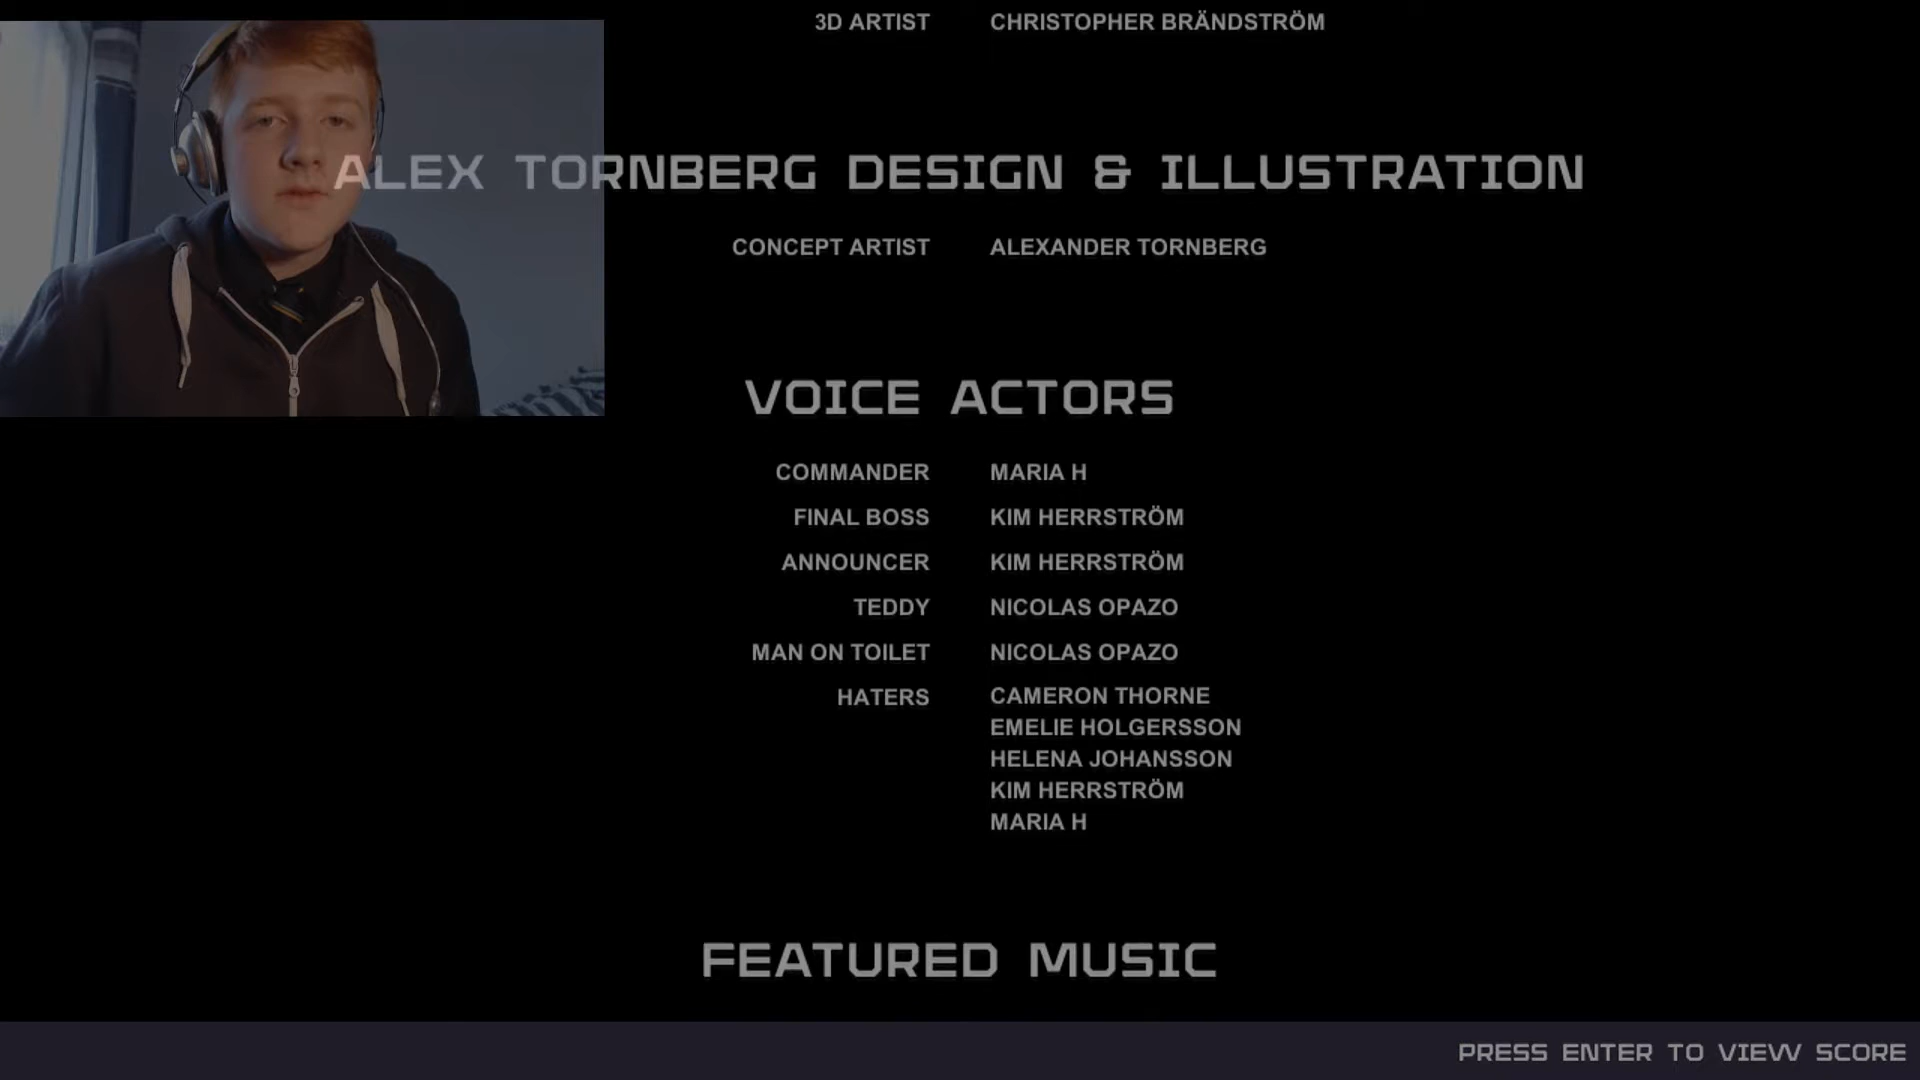 3D ARTIST CHRISTOPHER BRÄNDSTRÖM
ALEX TORNBERG DESIGN & ILLUSTRATION
CONCEPT ARTIST ALEXANDER TORNBERG
VOICE ACTORS
COMMANDER MARIA H
FINAL BOSS KIM HERRSTRÖM
ANNOUNCER KIM HERRSTRÖM
TEDDY NICOLAS OPAZO
MAN ON TOILET NICOLAS OPAZO
HATERS CAMERON THORNE
EMELIE HOLGERSSON
HELENA JOHANSSON
KIM HERRSTRÖM
MARIA H
FEATURED MUSIC
PRESS ENTER TO VIEW SCORE